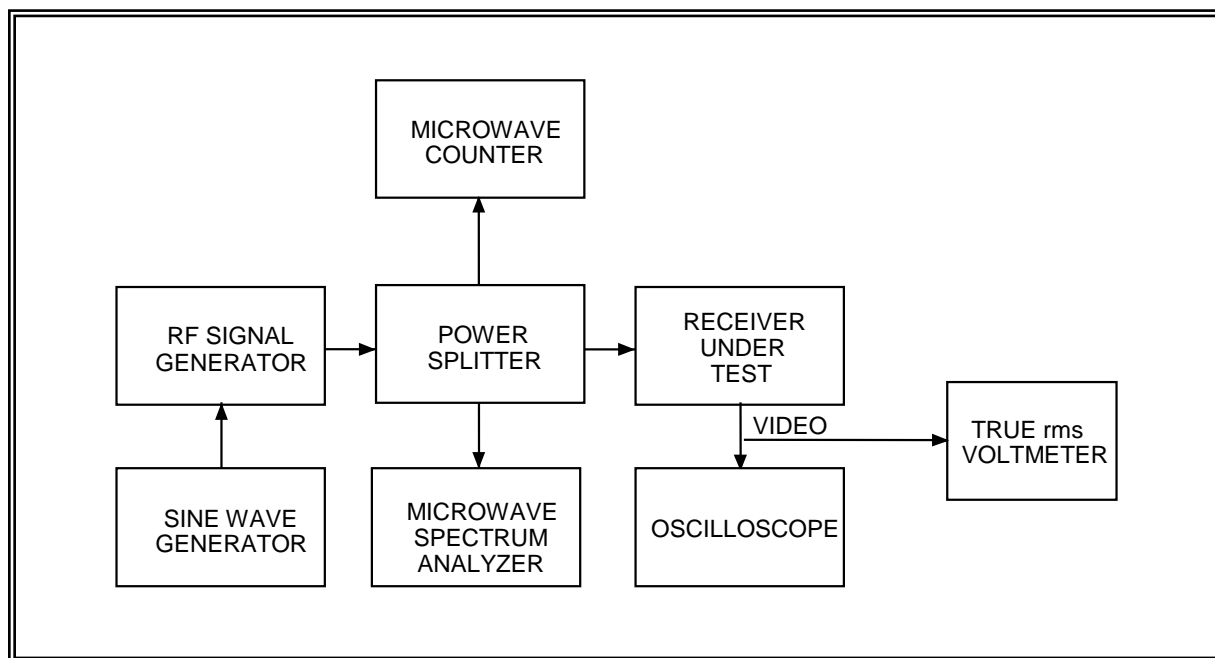 MICROWAVE
COUNTER
RF SIGNAL
GENERATOR
POWER
SPLITTER
RECEIVER
UNDER
TEST
VIDEO
TRUE rms
VOLTMETER
SINE WAVE
GENERATOR
MICROWAVE
SPECTRUM
ANALYZER
OSCILLOSCOPE